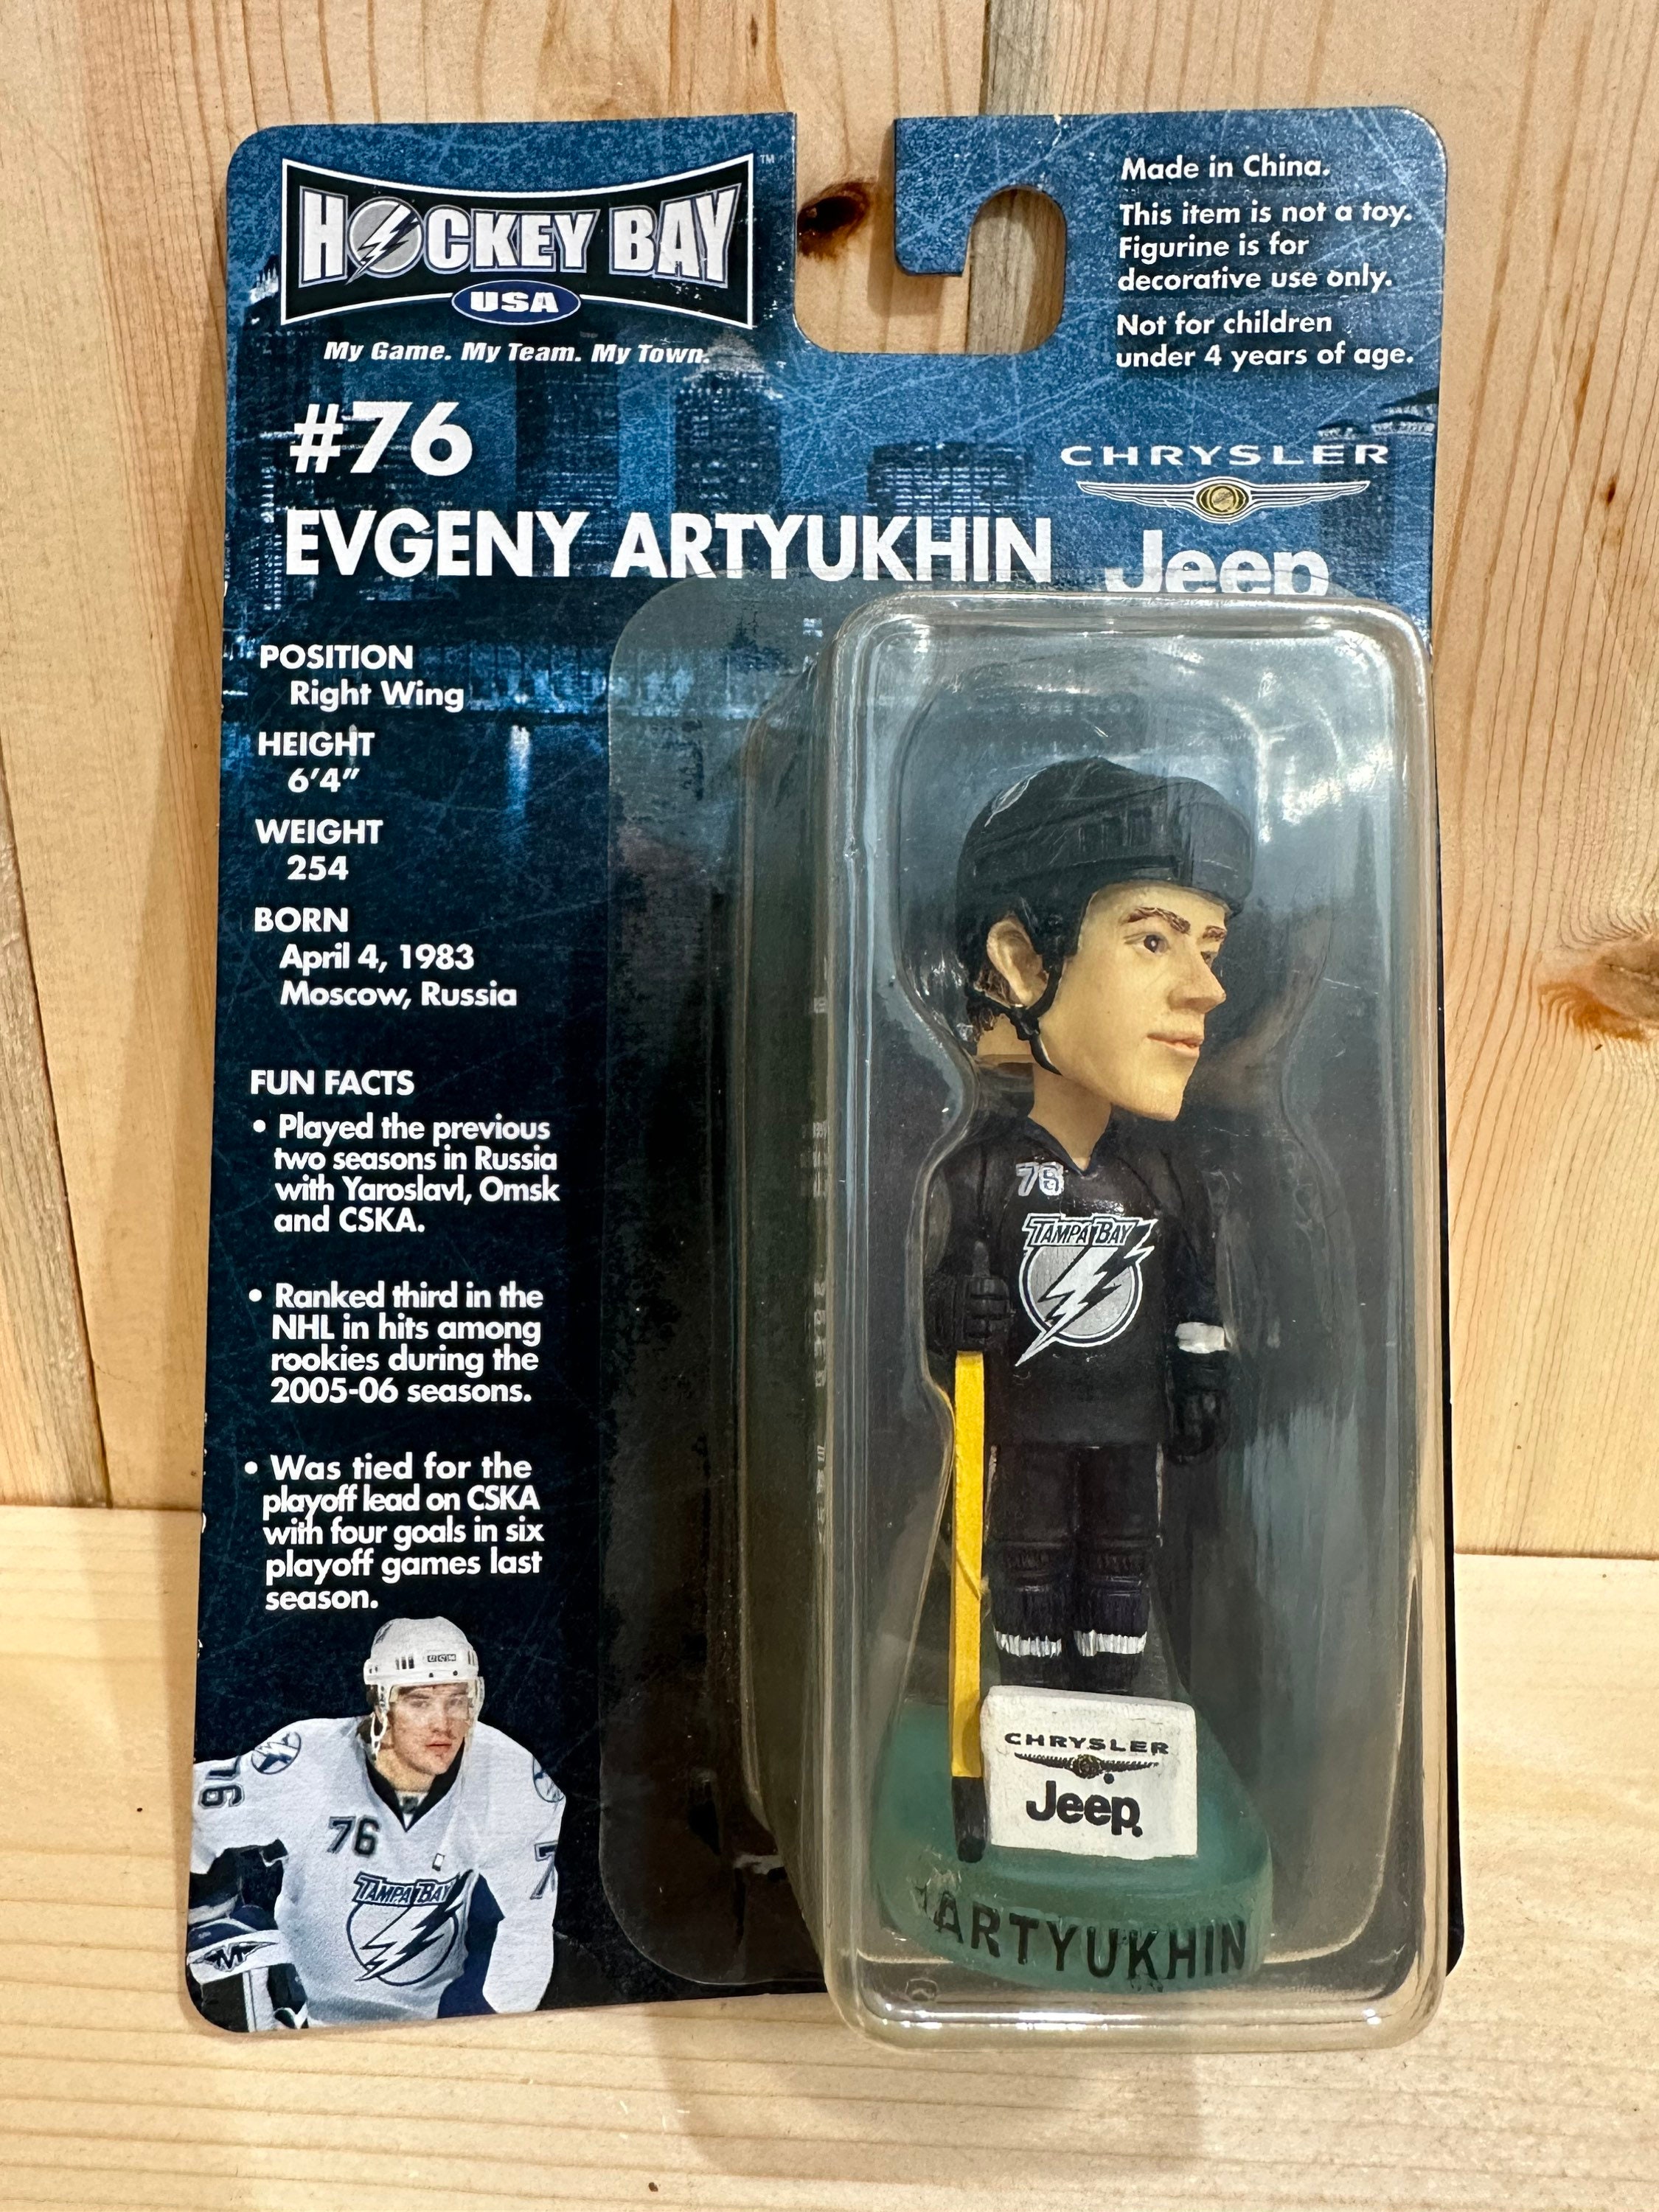 HOCKEY BAY
™
USA
My Game. My Team. My Town.
Made in China.
This item is not a toy.
Figurine is for
decorative use only.
Not for children
under 4 years of age.
#76
EVGENY ARTYUKHIN
CHRYSLER
Jeep
POSITION
Right Wing
HEIGHT
6'4"
WEIGHT
254
BORN
April 4, 1983
Moscow, Russia
FUN FACTS
• Played the previous
two seasons in Russia
with Yaroslavl, Omsk
and CSKA.
• Ranked third in the
NHL in hits among
rookies during the
2005-06 seasons.
• Was tied for the
playoff lead on CSKA
with four goals in six
playoff games last
season.
CCM
76
76
TAMPA BAY
76
TAMPA BAY
CHRYSLER
Jeep
ARTYUKHIN